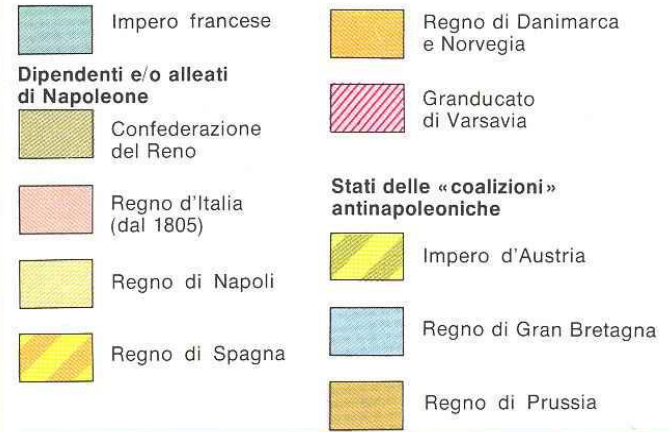 Impero francese
Dipendenti e/o alleati
di Napoleone
Confederazione
del Reno
Regno d'Italia
(dal 1805)
Regno di Napoli
Regno di Spagna
Regno di Danimarca
e Norvegia
Granducato
di Varsavia
Stati delle «coalizioni»
antinapoleoniche
Impero d'Austria
Regno di Gran Bretagna
Regno di Prussia